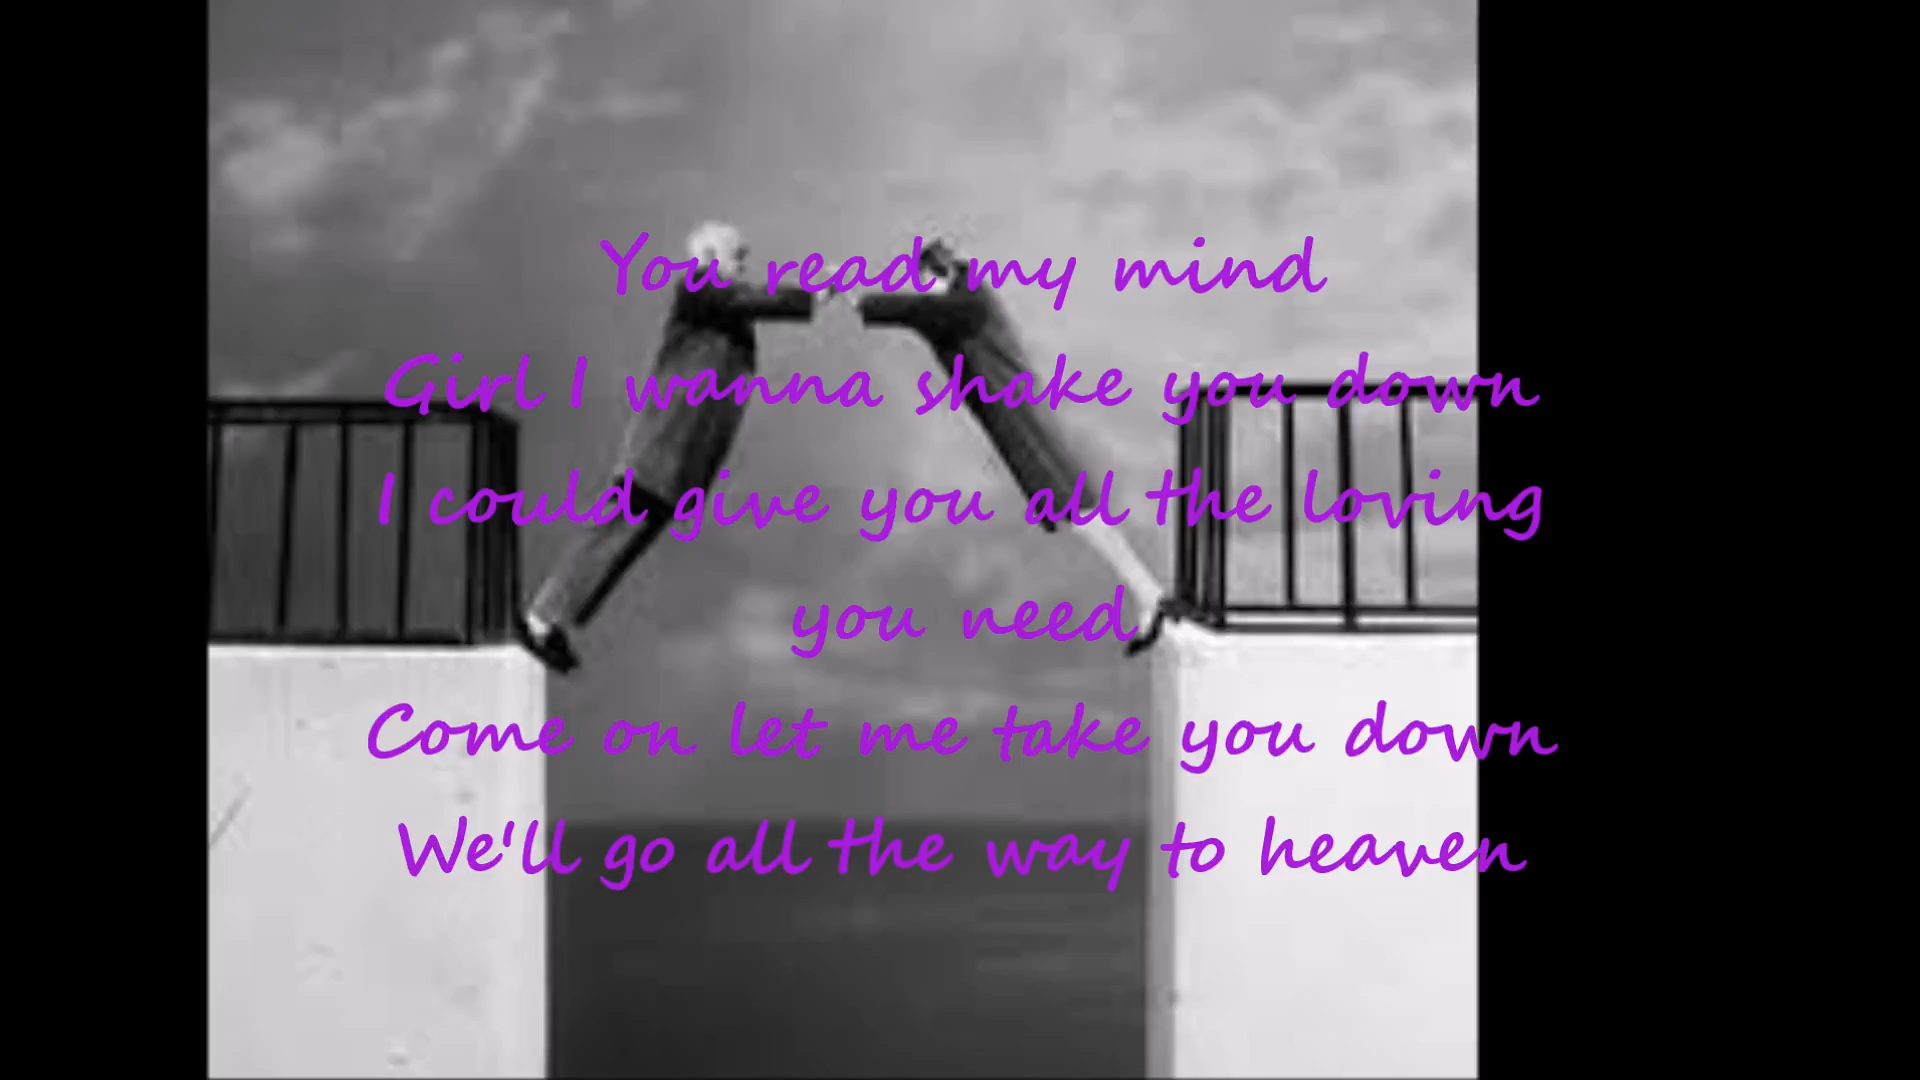 You read my mind
Girl I wanna shake you down
I could give you all the loving
you need
Come on let me take you down
We'll go all the way to heaven